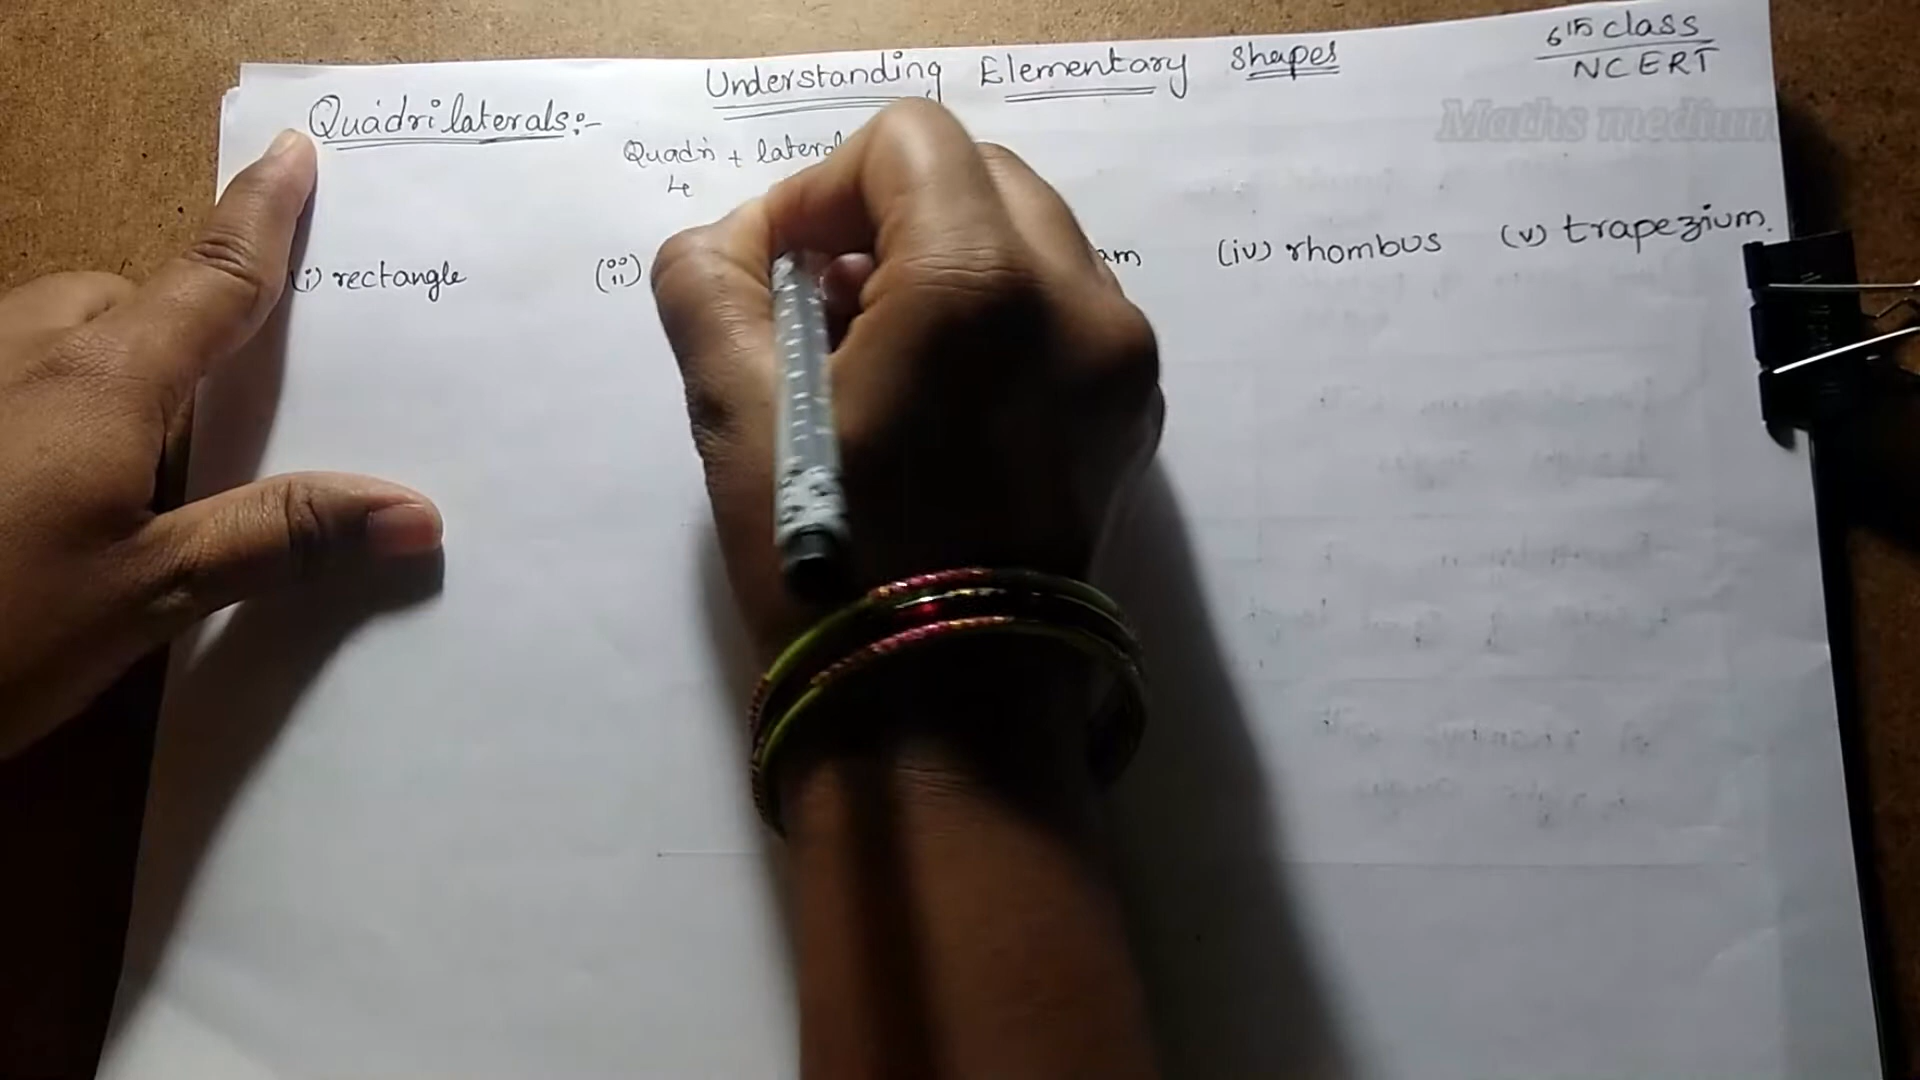 6th class
NCERT
Understanding Elementary shapes
Maths medium
Quadrilaterals:-
Quadri + lateral
4
(i) rectangle (ii) (iv) rhombus (v) trapezium.